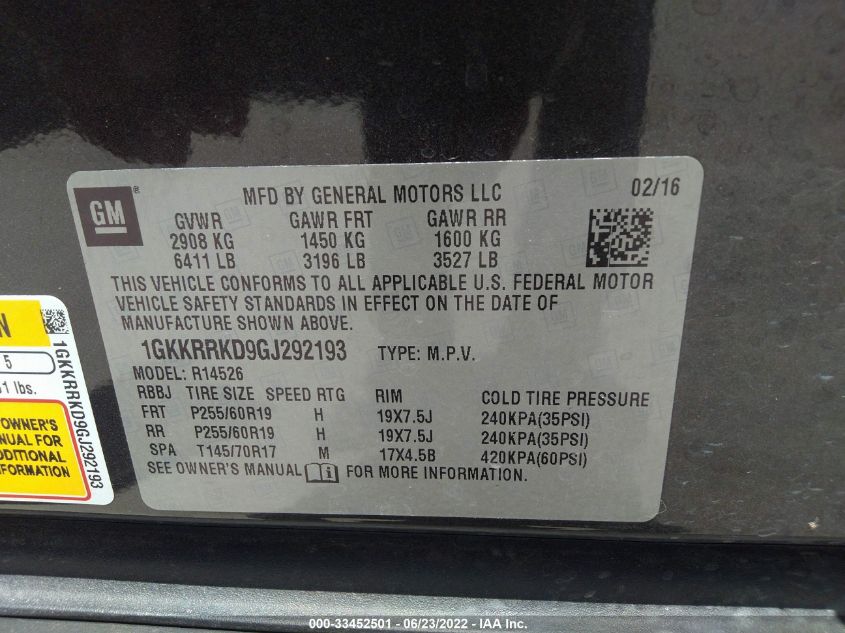 GM
®
MFD BY GENERAL MOTORS LLC
02/16
GVWR GAWR FRT GAWR RR
2908 KG 1450 KG 1600 KG
6411 LB 3196 LB 3527 LB
THIS VEHICLE CONFORMS TO ALL APPLICABLE U.S. FEDERAL MOTOR
VEHICLE SAFETY STANDARDS IN EFFECT ON THE DATE OF
MANUFACTURE SHOWN ABOVE.
1GKKRRKD9GJ292193 TYPE: M.P.V.
MODEL: R14526
RBBJ TIRE SIZE SPEED RTG RIM COLD TIRE PRESSURE
FRT P255/60R19 H 19X7.5J 240KPA(35PSI)
RR P255/60R19 H 19X7.5J 240KPA(35PSI)
SPA T145/70R17 M 17X4.5B 420KPA(60PSI)
SEE OWNER'S MANUAL FOR MORE INFORMATION.
N
5
1 lbs.
OWNER'S
NUAL FOR
DDITIONAL
FORMATION
1GKKRRKD9GJ292193
000-33452501 - 06/23/2022 - IAA Inc.